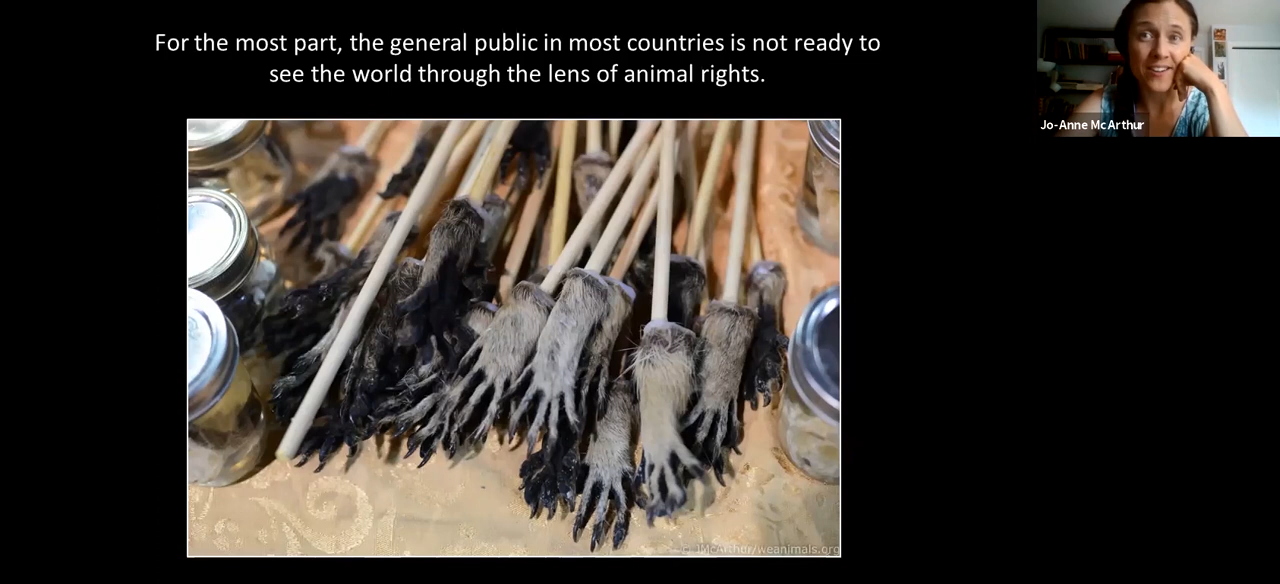 For the most part, the general public in most countries is not ready to
see the world through the lens of animal rights.
Jo-Anne McArthur
JMcArthur/weanimals.org